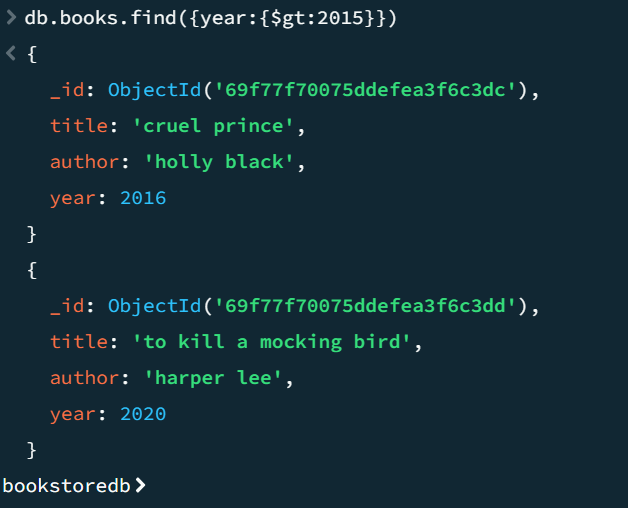 > db.books.find({year:{$gt:2015}})
< {
_id: ObjectId('69f77f70075ddefea3f6c3dc'),
title: 'cruel prince',
author: 'holly black',
year: 2016
}
{
_id: ObjectId('69f77f70075ddefea3f6c3dd'),
title: 'to kill a mocking bird',
author: 'harper lee',
year: 2020
}
bookstoredb>